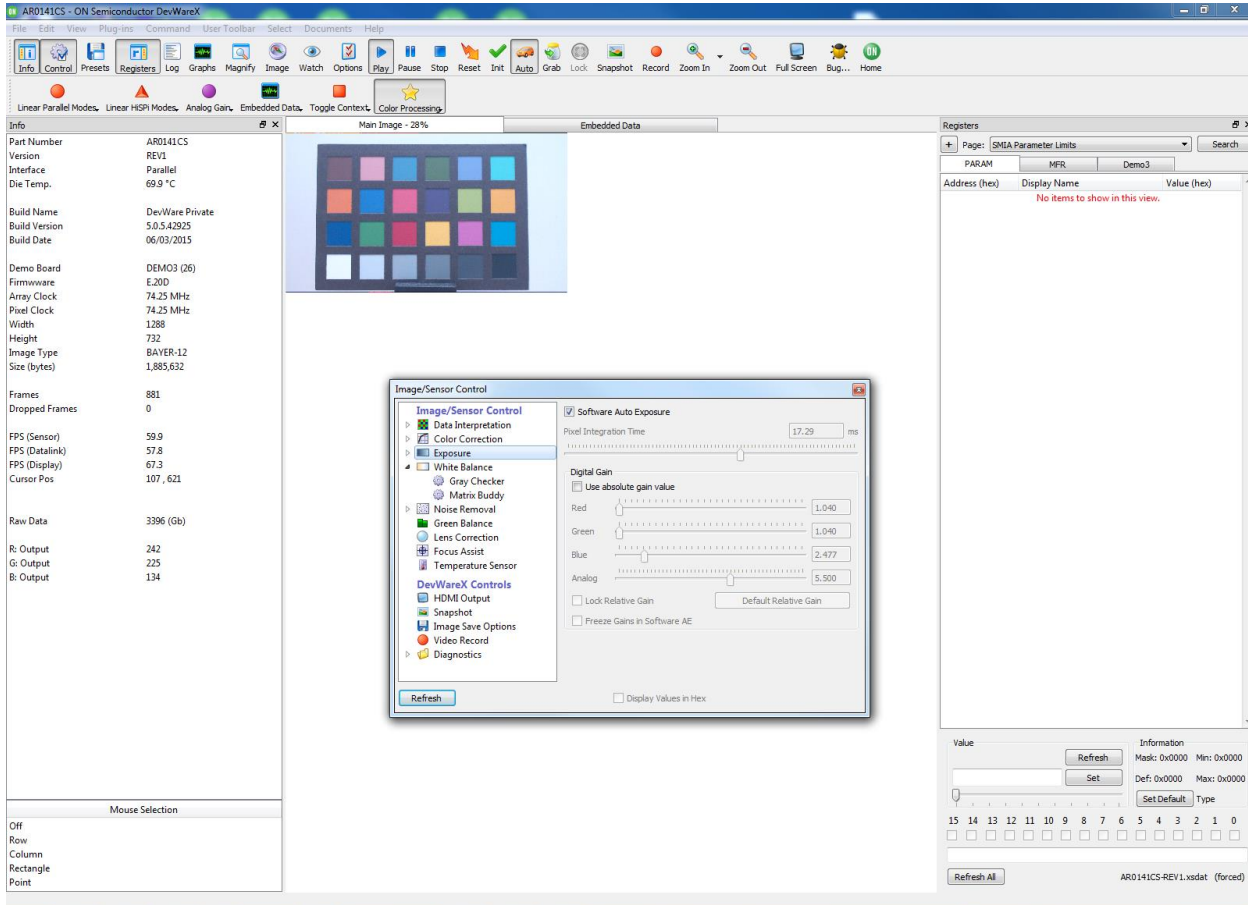 AR0141CS - ON Semiconductor DevWareX
File Edit View Plug-ins Command User Toolbar Select Documents Help
Info Control Presets Registers Log Graphs Magnify Image Watch Options Play Pause Stop Reset Init Auto Grab Lock Snapshot Record Zoom In Zoom Out Full Screen Bug... Home
Linear Parallel Modes Linear HiSPi Modes Analog Gain Embedded Data Toggle Context Color Processing
Info
Part Number AR0141CS
Version REV1
Interface Parallel
Die Temp. 69.9 °C
Build Name DevWare Private
Build Version 5.0.5.42925
Build Date 06/03/2015
Demo Board DEMO3 (26)
Firmwware E.20D
Array Clock 74.25 MHz
Pixel Clock 74.25 MHz
Width 1288
Height 732
Image Type BAYER-12
Size (bytes) 1,885,632
Frames 881
Dropped Frames 0
FPS (Sensor) 59.9
FPS (Datalink) 57.8
FPS (Display) 67.3
Cursor Pos 107 , 621
Raw Data 3396 (Gb)
R: Output 242
G: Output 225
B: Output 134
Mouse Selection
Off
Row
Column
Rectangle
Point
Main Image - 28% Embedded Data
Image/Sensor Control
Image/Sensor Control
Data Interpretation
Color Correction
Exposure
White Balance
Gray Checker
Matrix Buddy
Noise Removal
Green Balance
Lens Correction
Focus Assist
Temperature Sensor
DevWareX Controls
HDMI Output
Snapshot
Image Save Options
Video Record
Diagnostics
Refresh
Software Auto Exposure
Pixel Integration Time 17.29 ms
Digital Gain
Use absolute gain value
Red 1.040
Green 1.040
Blue 2.477
Analog 5.500
Lock Relative Gain Default Relative Gain
Freeze Gains in Software AE
Display Values in Hex
Registers
+ Page: SMIA Parameter Limits Search
PARAM MFR Demo3
Address (hex) Display Name Value (hex)
No items to show in this view.
Value Information
Refresh Mask: 0x0000 Min: 0x0000
Set Def: 0x0000 Max: 0x0000
Set Default Type
15 14 13 12 11 10 9 8 7 6 5 4 3 2 1 0
Refresh All AR0141CS-REV1.xsdat (forced)